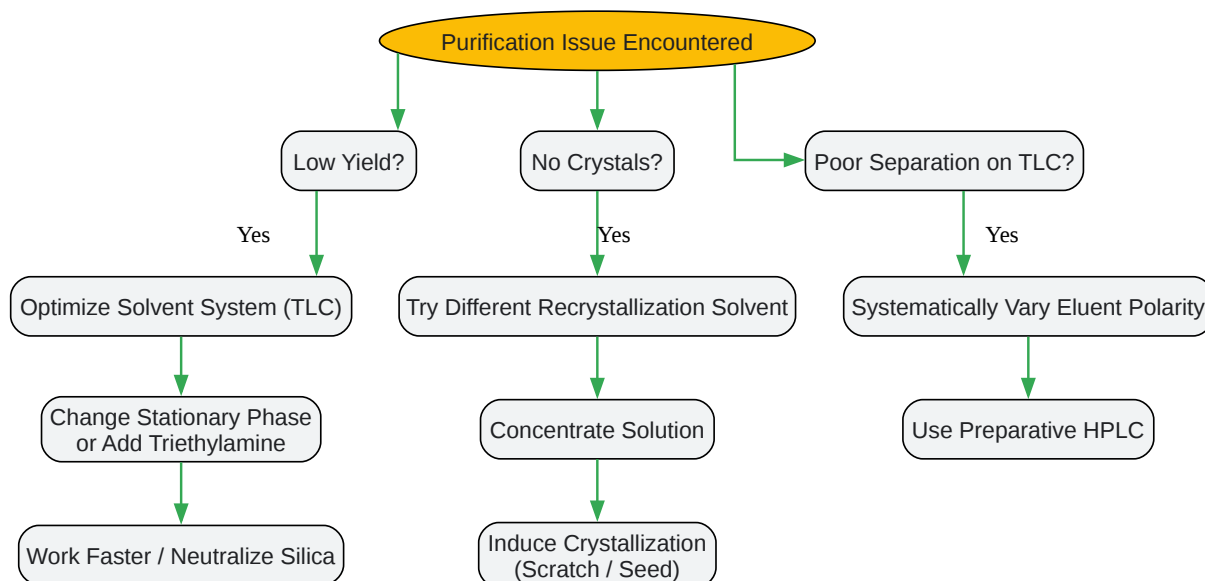 Purification Issue Encountered
Low Yield?
No Crystals?
Poor Separation on TLC?
Yes
Yes
Yes
Optimize Solvent System (TLC)
Try Different Recrystallization Solvent
Systematically Vary Eluent Polarity
Change Stationary Phase
or Add Triethylamine
Concentrate Solution
Use Preparative HPLC
Work Faster / Neutralize Silica
Induce Crystallization
(Scratch / Seed)